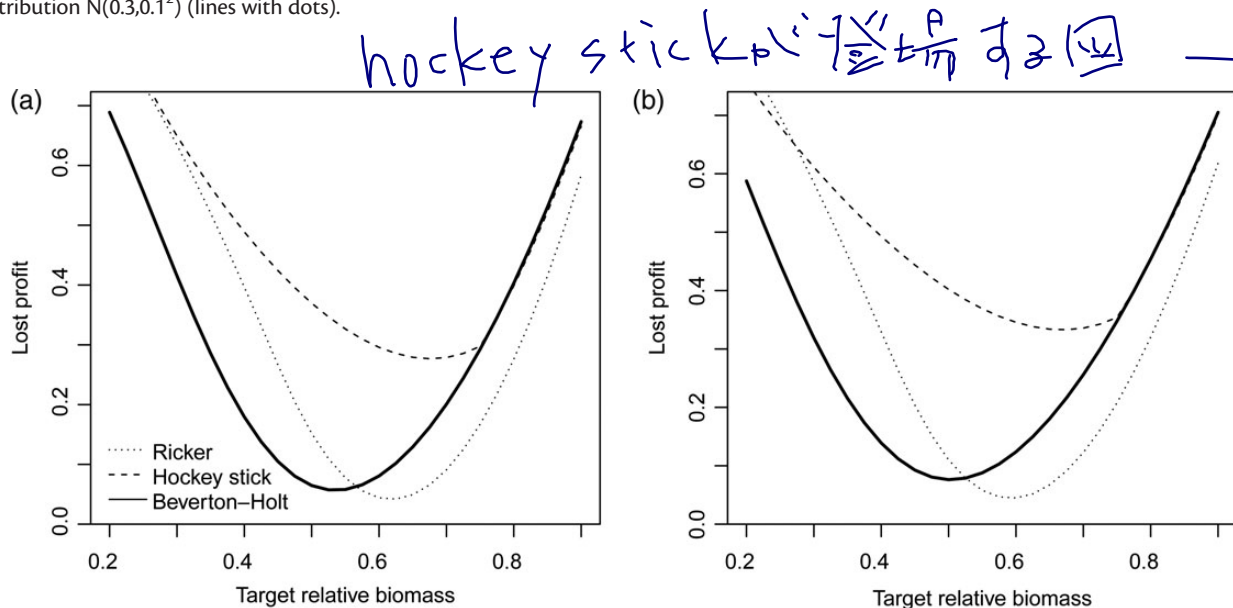 tribution N(0.3,0.1²) (lines with dots).
hockey stickが登場する図 —
(a)
Lost profit
0.6
0.4
0.2
0.0
Ricker
Hockey stick
Beverton–Holt
0.2 0.4 0.6 0.8
Target relative biomass
(b)
Lost profit
0.6
0.4
0.2
0.0
0.2 0.4 0.6 0.8
Target relative biomass